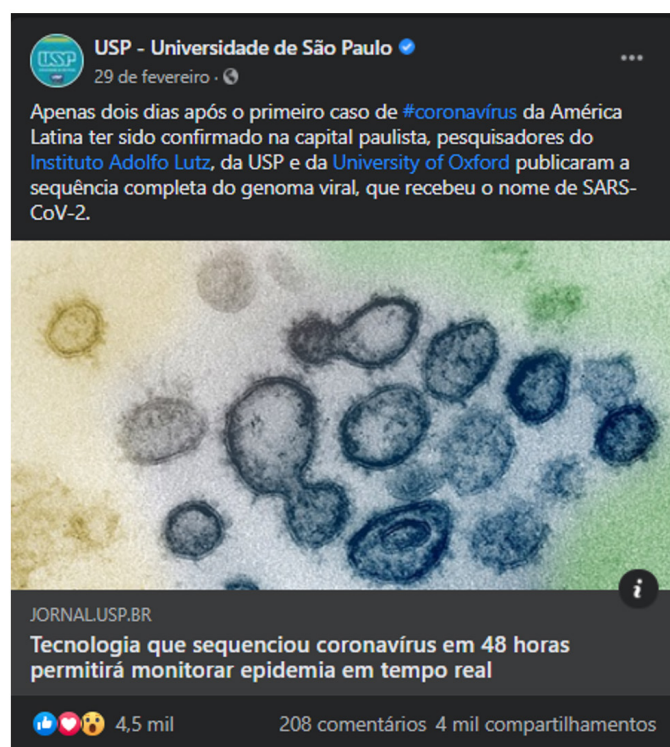 USP
USP - Universidade de São Paulo
29 de fevereiro ·
Apenas dois dias após o primeiro caso de #coronavírus da América
Latina ter sido confirmado na capital paulista, pesquisadores do
Instituto Adolfo Lutz, da USP e da University of Oxford publicaram a
sequência completa do genoma viral, que recebeu o nome de SARS-
CoV-2.
i
JORNAL.USP.BR
Tecnologia que sequenciou coronavírus em 48 horas
permitirá monitorar epidemia em tempo real
4,5 mil 208 comentários 4 mil compartilhamentos